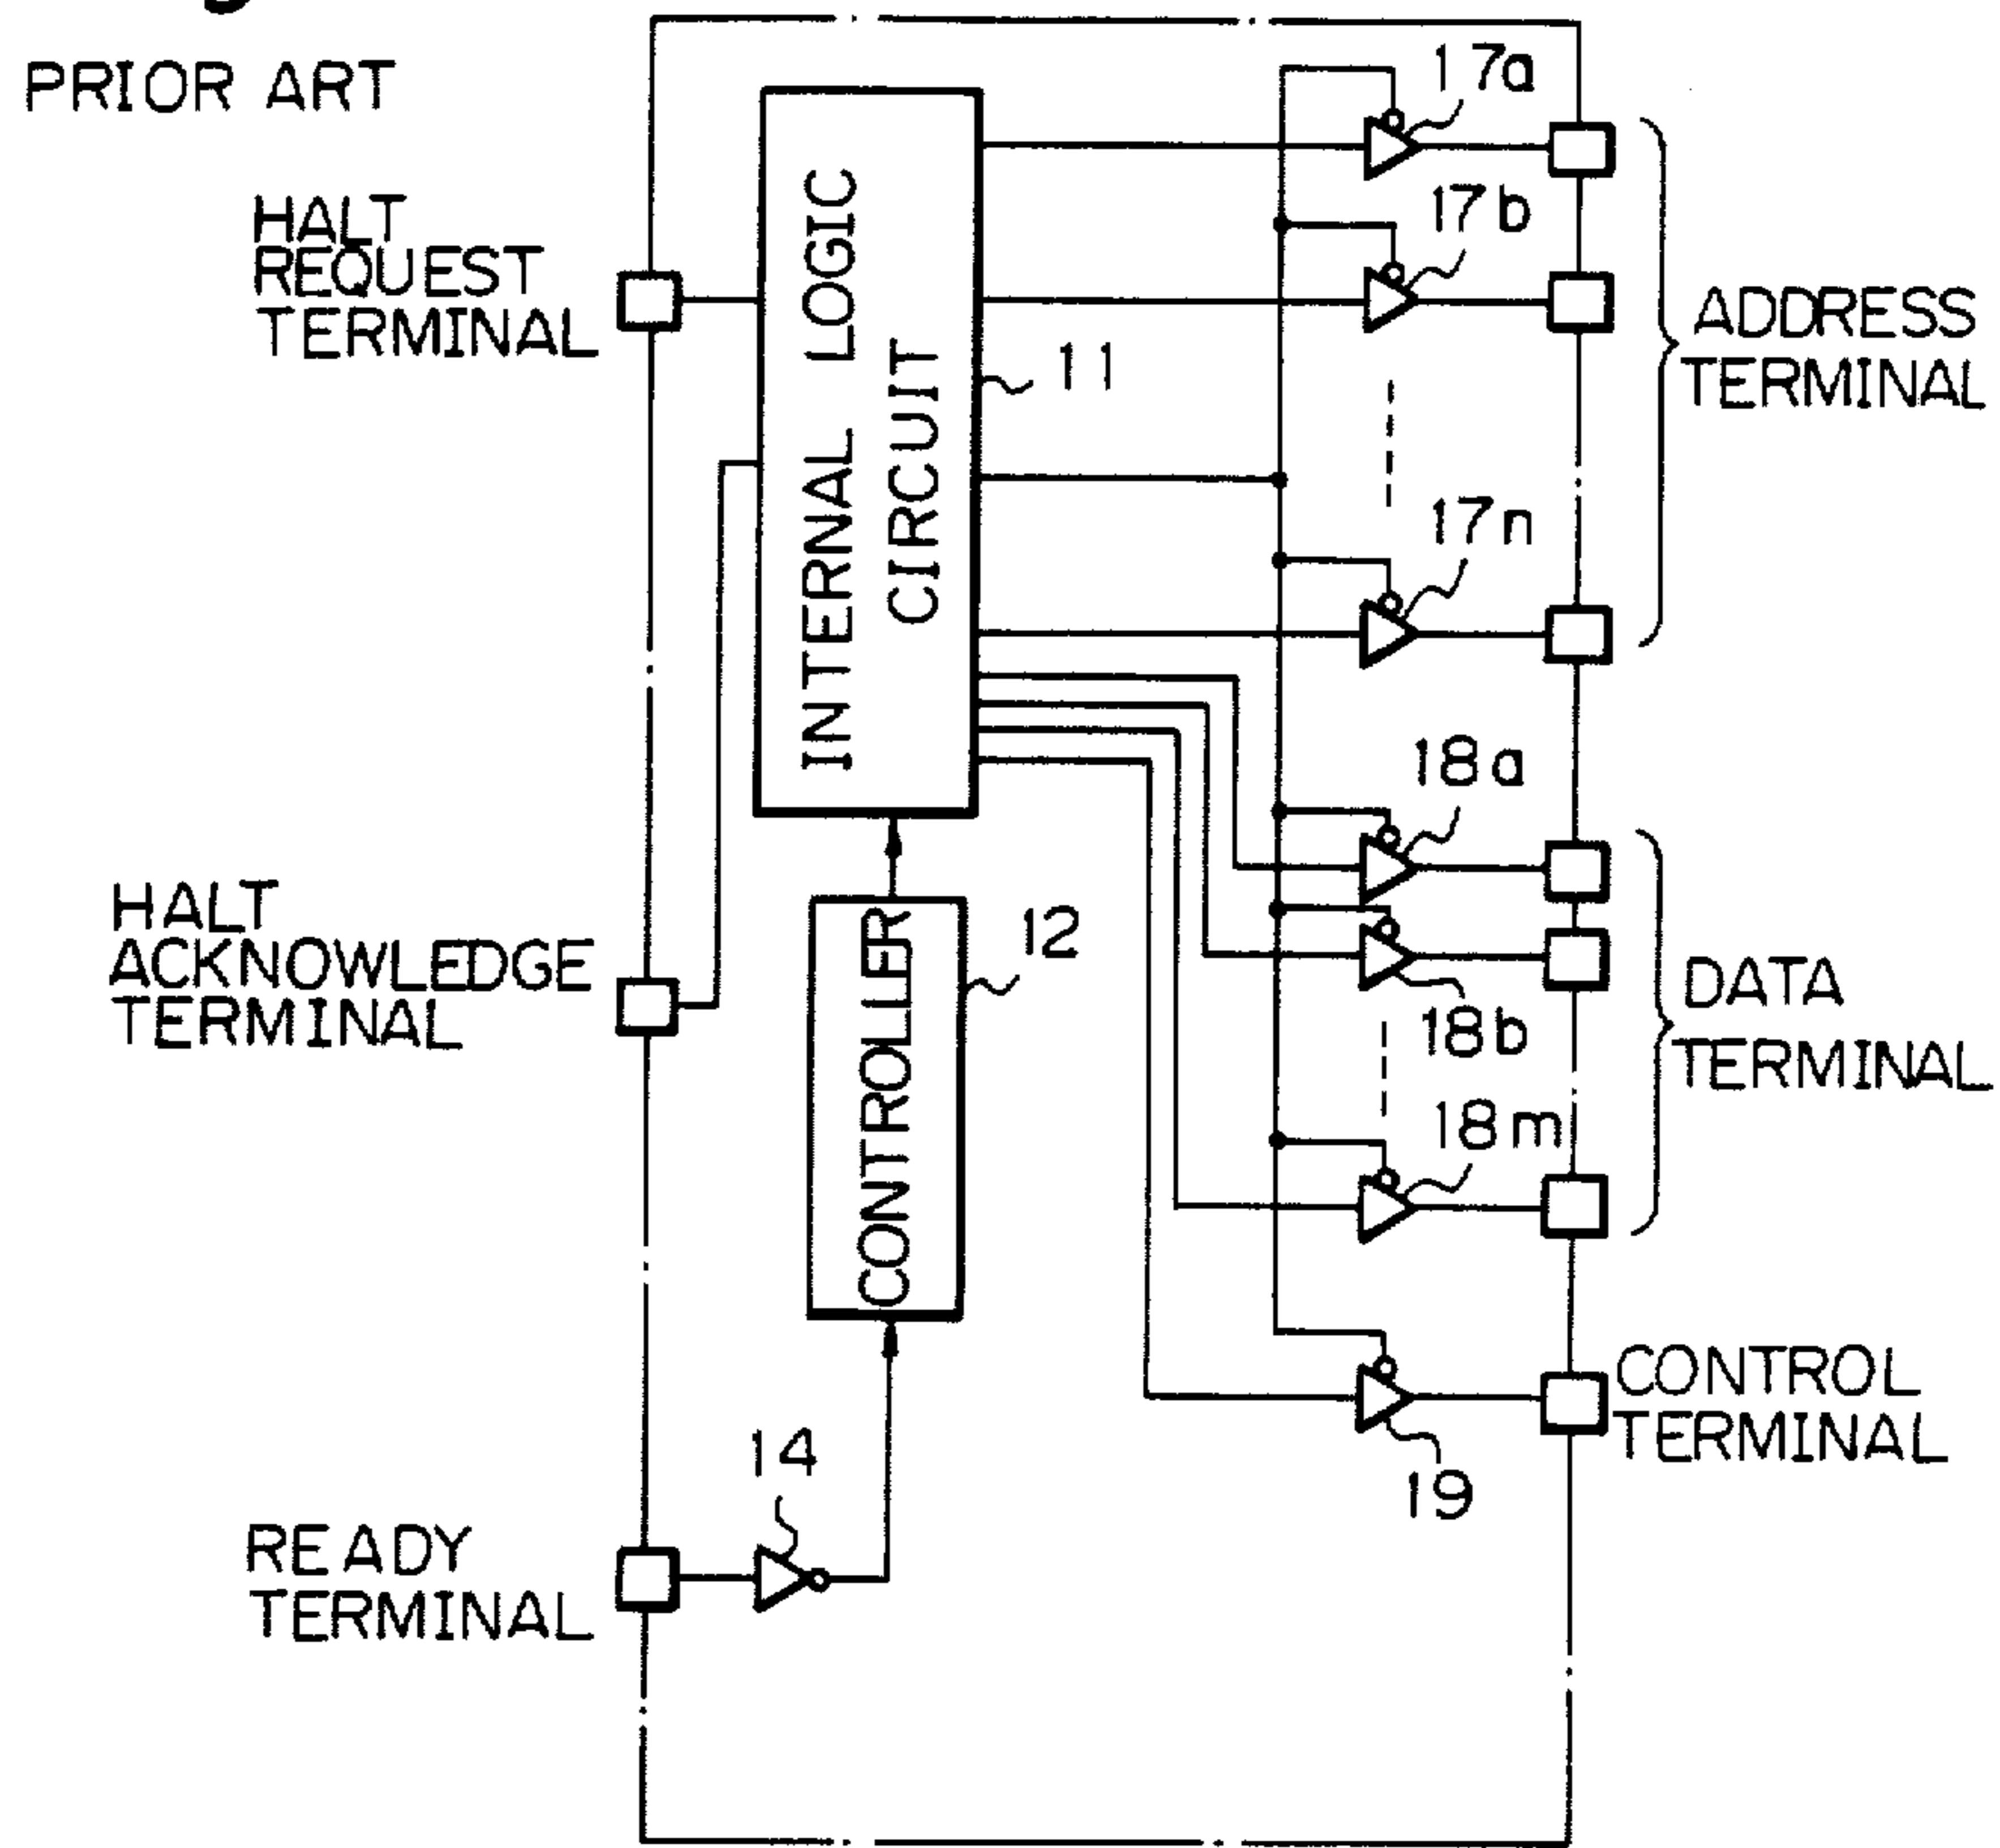 PRIOR ART
HALT
REQUEST
TERMINAL
HALT
ACKNOWLEDGE
TERMINAL
READY
TERMINAL
INTERNAL LOGIC
CIRCUIT
11
CONTROLLER
12
14
17a
17b
17n
18a
18b
18m
19
ADDRESS
TERMINAL
DATA
TERMINAL
CONTROL
TERMINAL